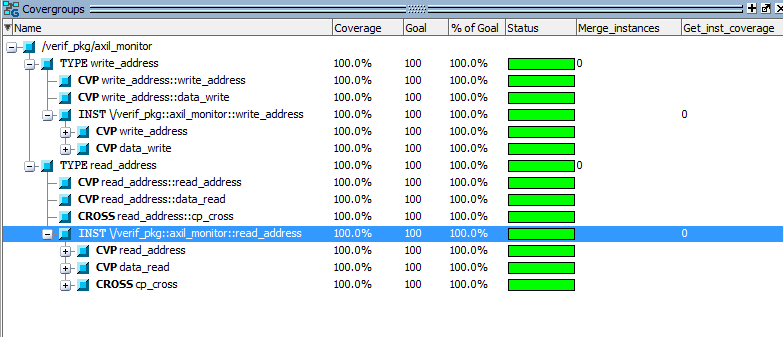 Covergroups
Name Coverage Goal % of Goal Status Merge_instances Get_inst_coverage
/verif_pkg/axil_monitor
TYPE write_address 100.0% 100 100.0% 0
CVP write_address::write_address 100.0% 100 100.0%
CVP write_address::data_write 100.0% 100 100.0%
INST \/verif_pkg::axil_monitor::write_address 100.0% 100 100.0% 0
CVP write_address 100.0% 100 100.0%
CVP data_write 100.0% 100 100.0%
TYPE read_address 100.0% 100 100.0% 0
CVP read_address::read_address 100.0% 100 100.0%
CVP read_address::data_read 100.0% 100 100.0%
CROSS read_address::cp_cross 100.0% 100 100.0%
INST \/verif_pkg::axil_monitor::read_address 100.0% 100 100.0% 0
CVP read_address 100.0% 100 100.0%
CVP data_read 100.0% 100 100.0%
CROSS cp_cross 100.0% 100 100.0%